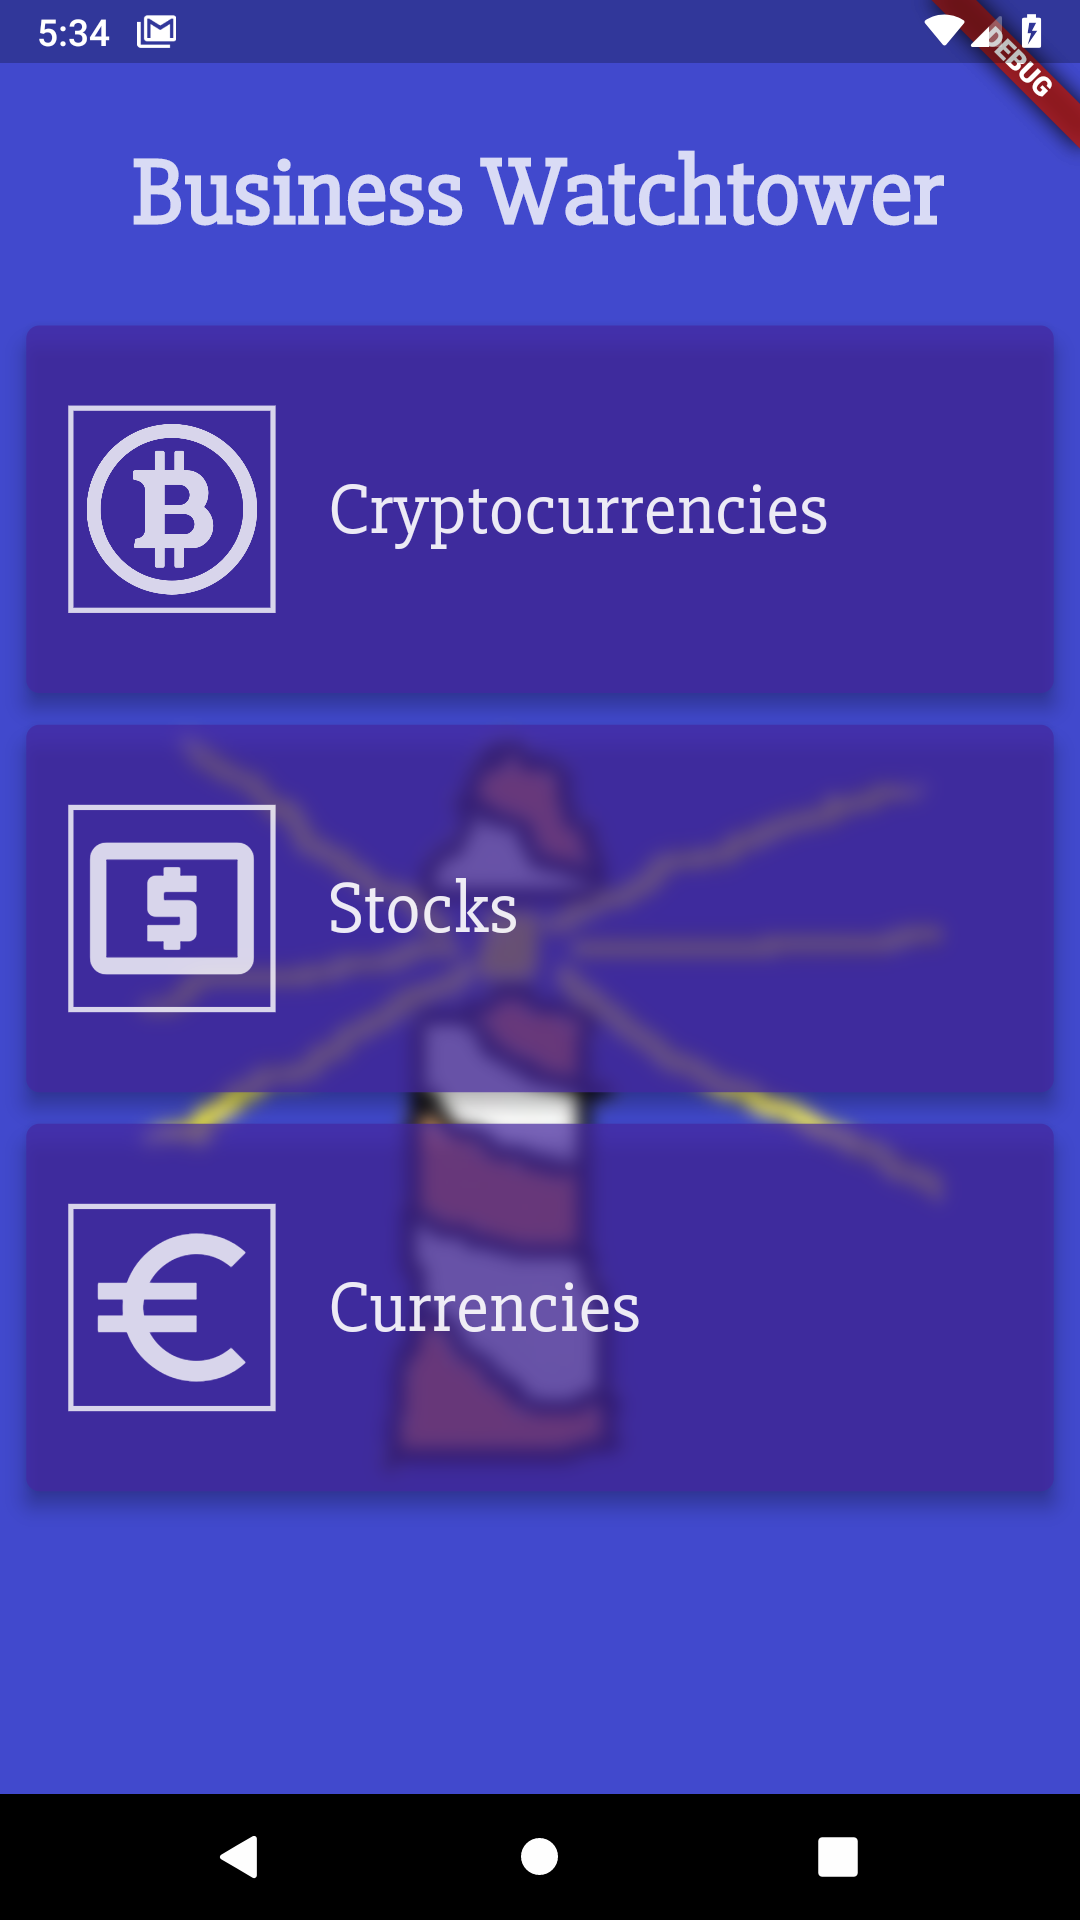 5:34
DEBUG
Business Watchtower
Cryptocurrencies
Stocks
Currencies